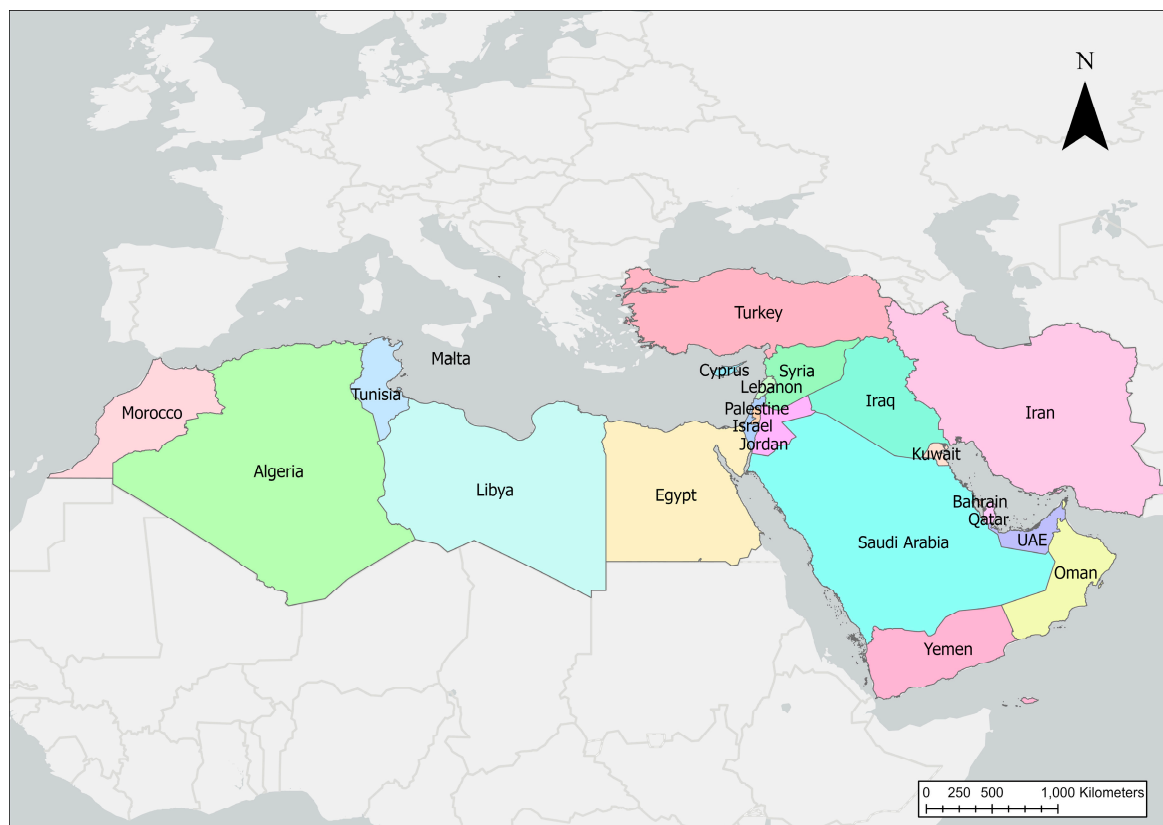 N
Turkey
Malta
Cyprus
Syria
Lebanon
Tunisia
Morocco
Palestine
Iraq
Iran
Israel
Jordan
Kuwait
Algeria
Libya
Egypt
Bahrain
Qatar
Saudi Arabia
UAE
Oman
Yemen
0 250 500 1,000 Kilometers